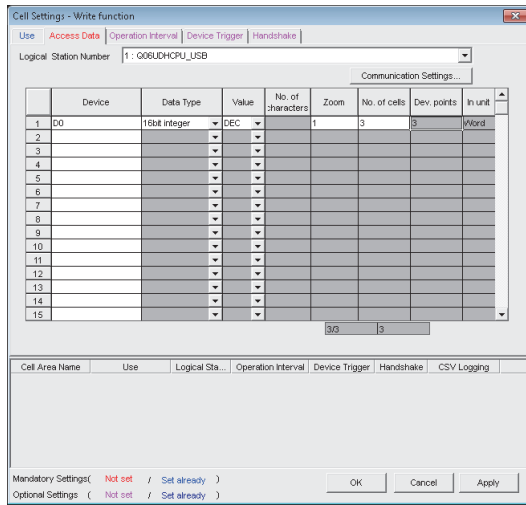 Cell Settings - Write function
Use Access Data Operation Interval Device Trigger Handshake
Logical Station Number 1 : Q06UDHCPU_USB
Communication Settings...
Device Data Type Value No. of characters Zoom No. of cells Dev. points In unit
1 D0 16bit integer DEC 1 3 3 Word
2
3
4
5
6
7
8
9
10
11
12
13
14
15
3/3 3
Cell Area Name Use Logical Sta... Operation Interval Device Trigger Handshake CSV Logging
Mandatory Settings( Not set / Set already )
OK Cancel Apply
Optional Settings ( Not set / Set already )